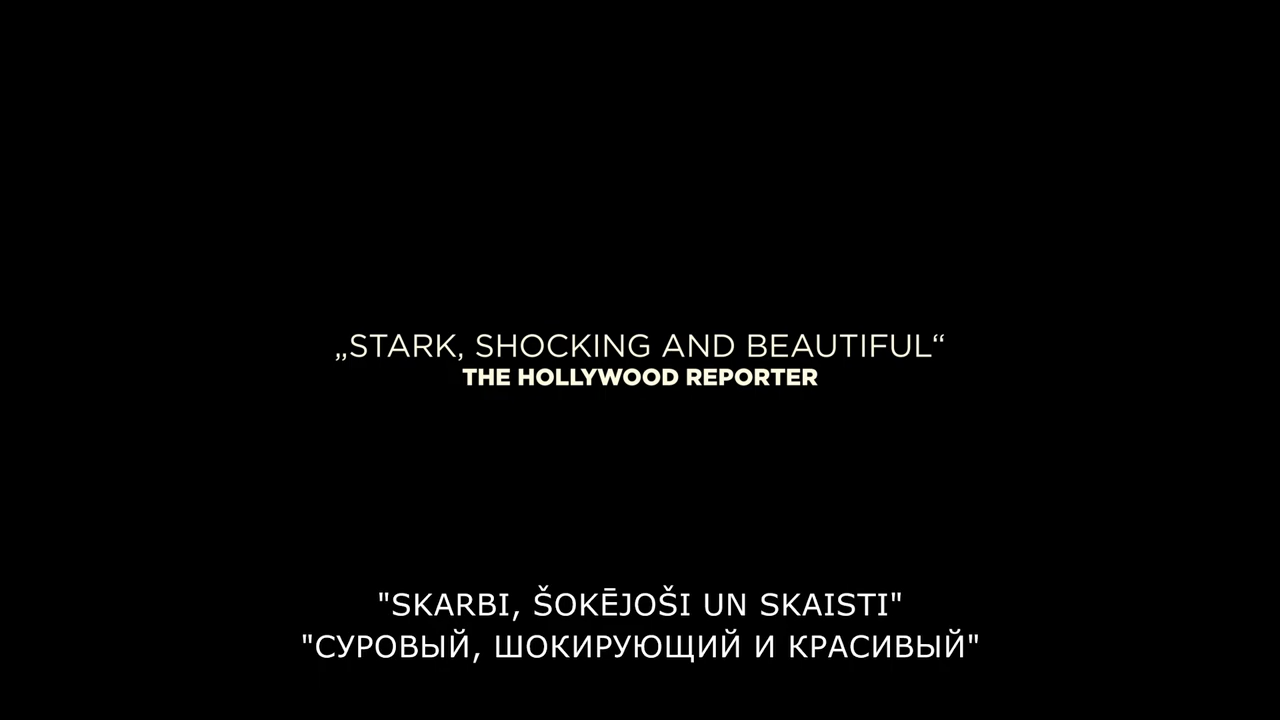 „STARK, SHOCKING AND BEAUTIFUL“
THE HOLLYWOOD REPORTER
"SKARBI, ŠOKĒJOŠI UN SKAISTI"
"СУРОВЫЙ, ШОКИРУЮЩИЙ И КРАСИВЫЙ"